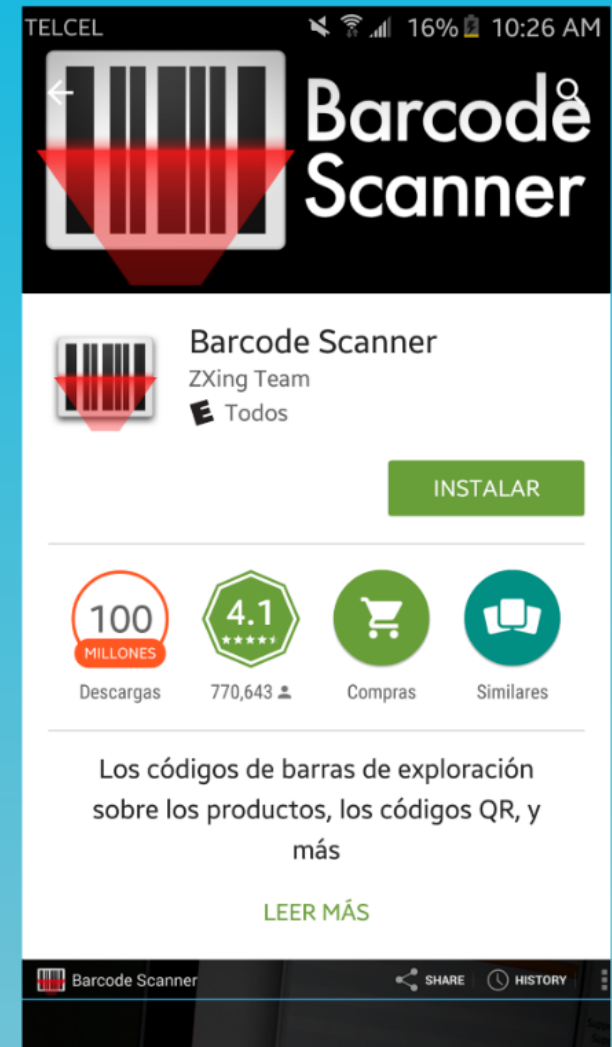 TELCEL 16% 10:26 AM
Barcode
Scanner
Barcode Scanner
ZXing Team
E Todos
INSTALAR
100
MILLONES
4.1
Descargas 770,643 Compras Similares
Los códigos de barras de exploración
sobre los productos, los códigos QR, y
más
LEER MÁS
Barcode Scanner SHARE HISTORY